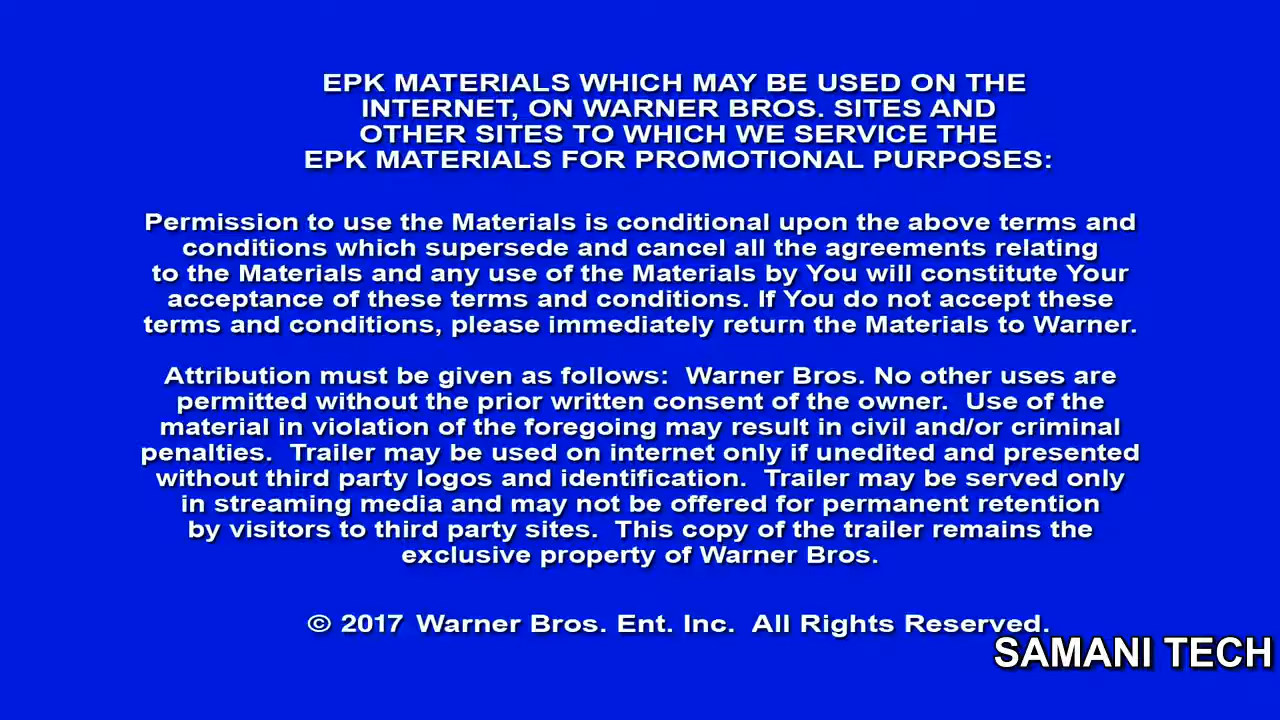 EPK MATERIALS WHICH MAY BE USED ON THE
INTERNET, ON WARNER BROS. SITES AND
OTHER SITES TO WHICH WE SERVICE THE
EPK MATERIALS FOR PROMOTIONAL PURPOSES:
Permission to use the Materials is conditional upon the above terms and
conditions which supersede and cancel all the agreements relating
to the Materials and any use of the Materials by You will constitute Your
acceptance of these terms and conditions. If You do not accept these
terms and conditions, please immediately return the Materials to Warner.
Attribution must be given as follows:  Warner Bros. No other uses are
permitted without the prior written consent of the owner.  Use of the
material in violation of the foregoing may result in civil and/or criminal
penalties.  Trailer may be used on internet only if unedited and presented
without third party logos and identification.  Trailer may be served only
in streaming media and may not be offered for permanent retention
by visitors to third party sites.  This copy of the trailer remains the
exclusive property of Warner Bros.
© 2017 Warner Bros. Ent. Inc.  All Rights Reserved.
SAMANI TECH